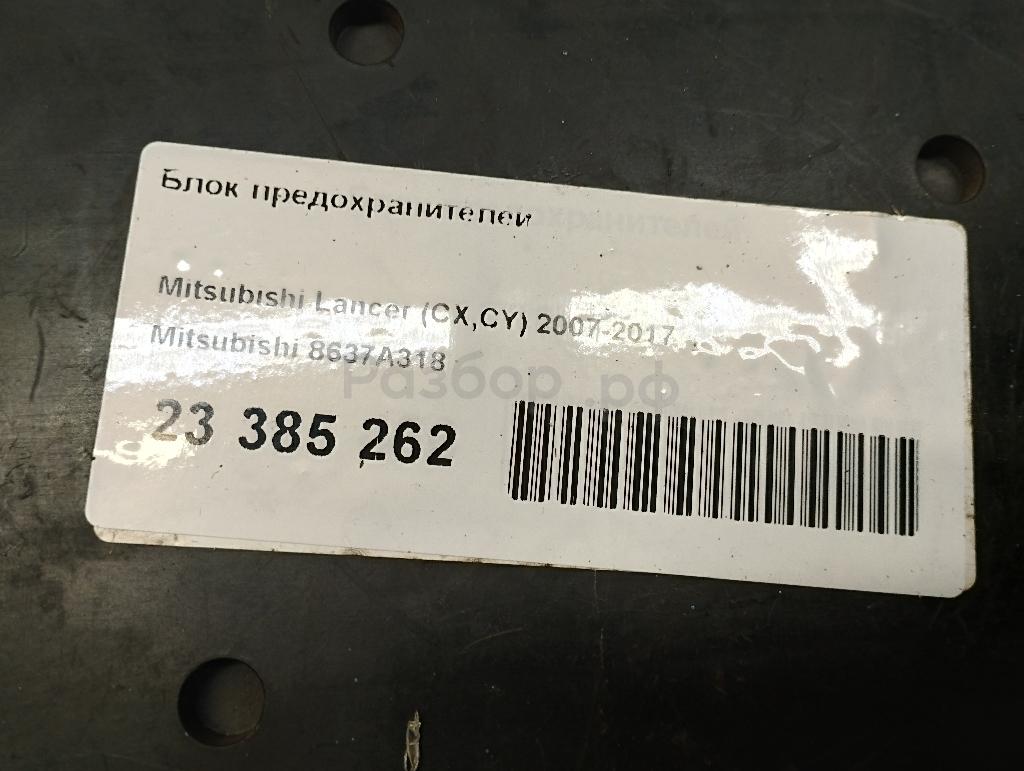 Блок предохранителей
Mitsubishi Lancer (CX,CY) 2007-2017
Mitsubishi 8637A318
Разбор.рф
23 385 262